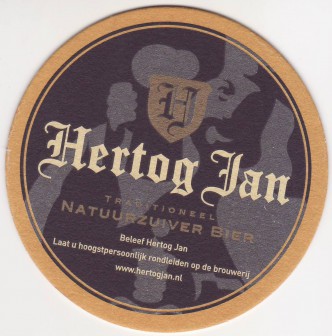 H
Hertog Jan
TRADITIONEEL
NATUURZUIVER BIER
Beleef Hertog Jan
Laat u hoogstpersoonlijk rondleiden op de brouwerij
www.hertogjan.nl